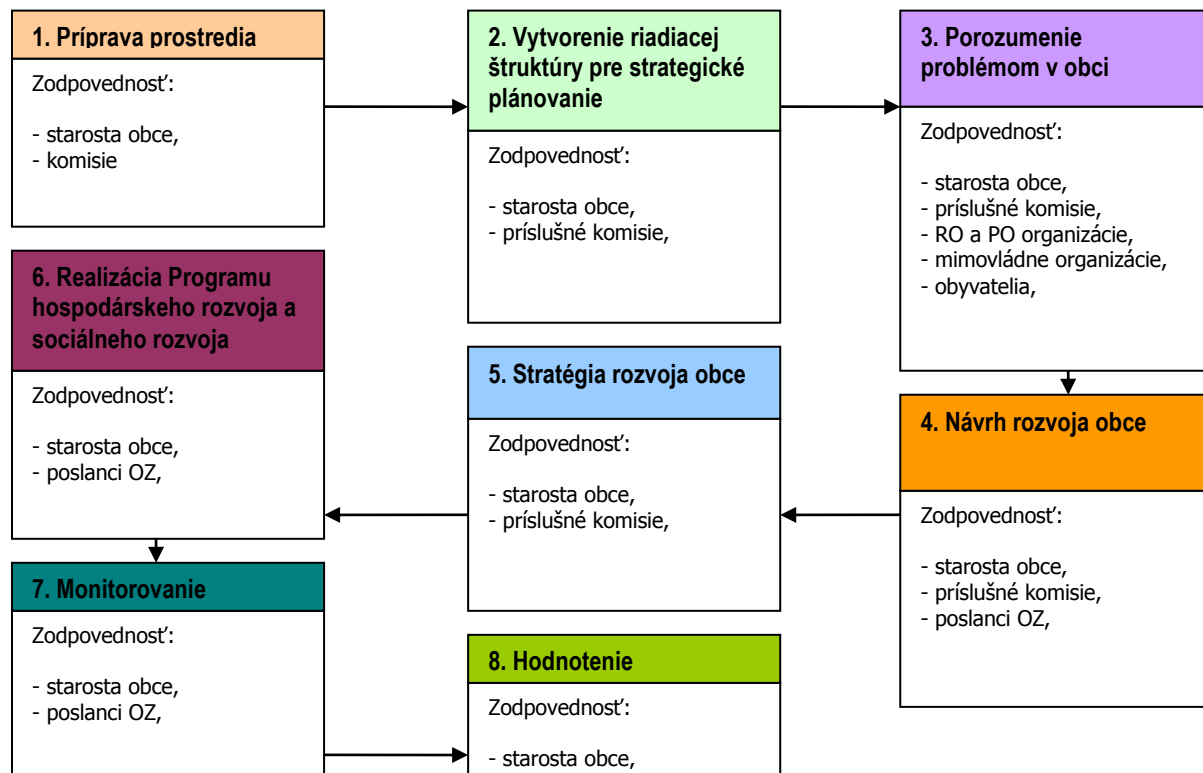 1. Príprava prostredia
Zodpovednosť:
- starosta obce,
- komisie
2. Vytvorenie riadiacej
štruktúry pre strategické
plánovanie
Zodpovednosť:
- starosta obce,
- príslušné komisie,
3. Porozumenie
problémom v obci
Zodpovednosť:
- starosta obce,
- príslušné komisie,
- RO a PO organizácie,
- mimovládne organizácie,
- obyvatelia,
4. Návrh rozvoja obce
Zodpovednosť:
- starosta obce,
- príslušné komisie,
- poslanci OZ,
5. Stratégia rozvoja obce
Zodpovednosť:
- starosta obce,
- príslušné komisie,
6. Realizácia Programu
hospodárskeho rozvoja a
sociálneho rozvoja
Zodpovednosť:
- starosta obce,
- poslanci OZ,
7. Monitorovanie
Zodpovednosť:
- starosta obce,
- poslanci OZ,
8. Hodnotenie
Zodpovednosť:
- starosta obce,